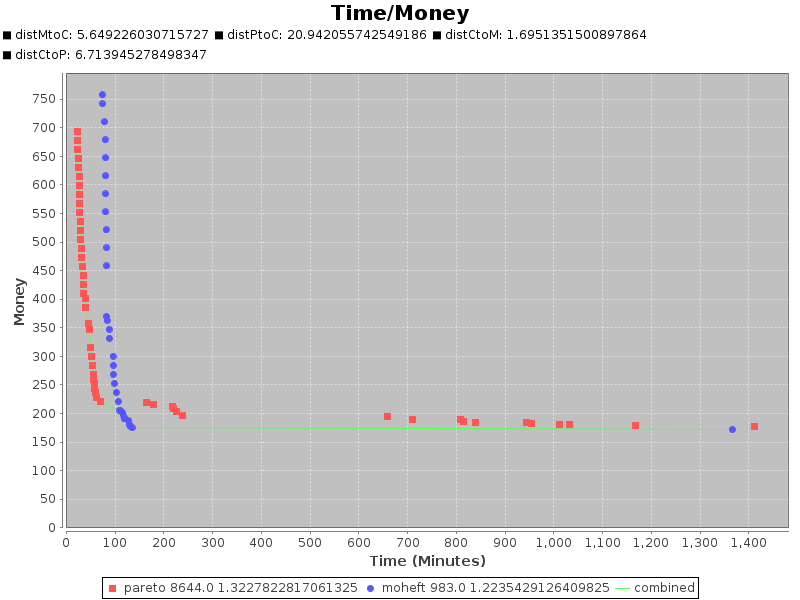 Time/Money
distMtoC: 5.649226030715727 distPtoC: 20.942055742549186 distCtoM: 1.6951351500897864
distCtoP: 6.713945278498347
750
700
650
600
550
500
450
400
350
300
250
200
150
100
50
0
Money
0 100 200 300 400 500 600 700 800 900 1,000 1,100 1,200 1,300 1,400
Time (Minutes)
pareto 8644.0 1.3227822817061325 moheft 983.0 1.2235429126409825 combined